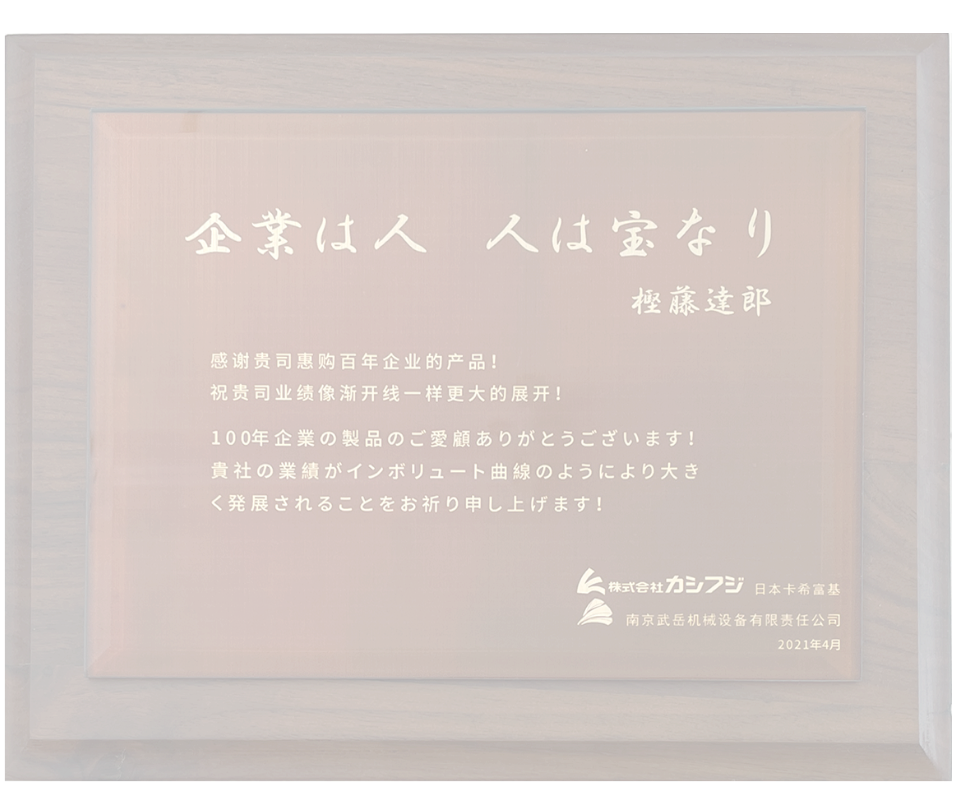 企業は人　人は宝なり
樫藤達郎
感谢贵司惠购百年企业的产品！
祝贵司业绩像渐开线一样更大的展开！
100年企業の製品のご愛顧ありがとうございます！
貴社の業績がインボリュート曲線のようにより大き
く発展されることをお祈り申し上げます！
株式会社カシフジ 日本卡希富基
南京武岳机械设备有限责任公司
2021年4月